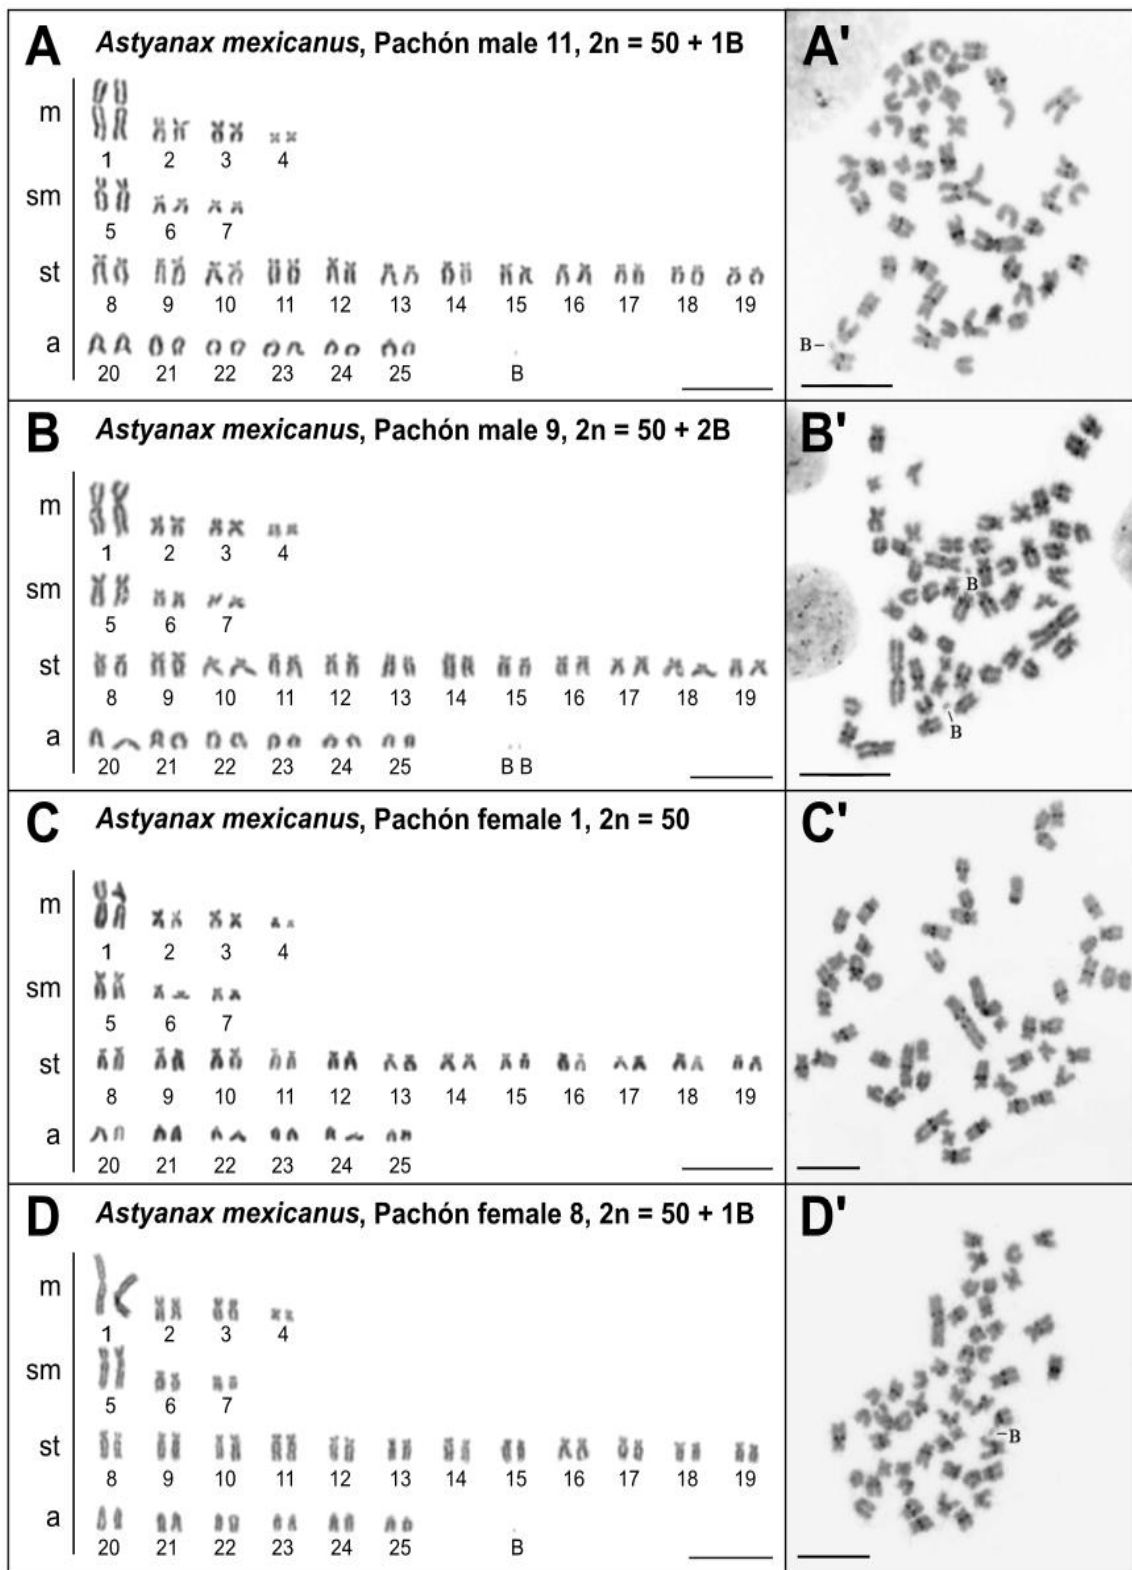 A Astyanax mexicanus, Pachón male 11, 2n = 50 + 1B
m
1 2 3 4
sm
5 6 7
st
8 9 10 11 12 13 14 15 16 17 18 19
a
20 21 22 23 24 25 B
A'
B–
B Astyanax mexicanus, Pachón male 9, 2n = 50 + 2B
m
1 2 3 4
sm
5 6 7
st
8 9 10 11 12 13 14 15 16 17 18 19
a
20 21 22 23 24 25 B B
B'
B
B
C Astyanax mexicanus, Pachón female 1, 2n = 50
m
1 2 3 4
sm
5 6 7
st
8 9 10 11 12 13 14 15 16 17 18 19
a
20 21 22 23 24 25
C'
D Astyanax mexicanus, Pachón female 8, 2n = 50 + 1B
m
1 2 3 4
sm
5 6 7
st
8 9 10 11 12 13 14 15 16 17 18 19
a
20 21 22 23 24 25 B
D'
–B